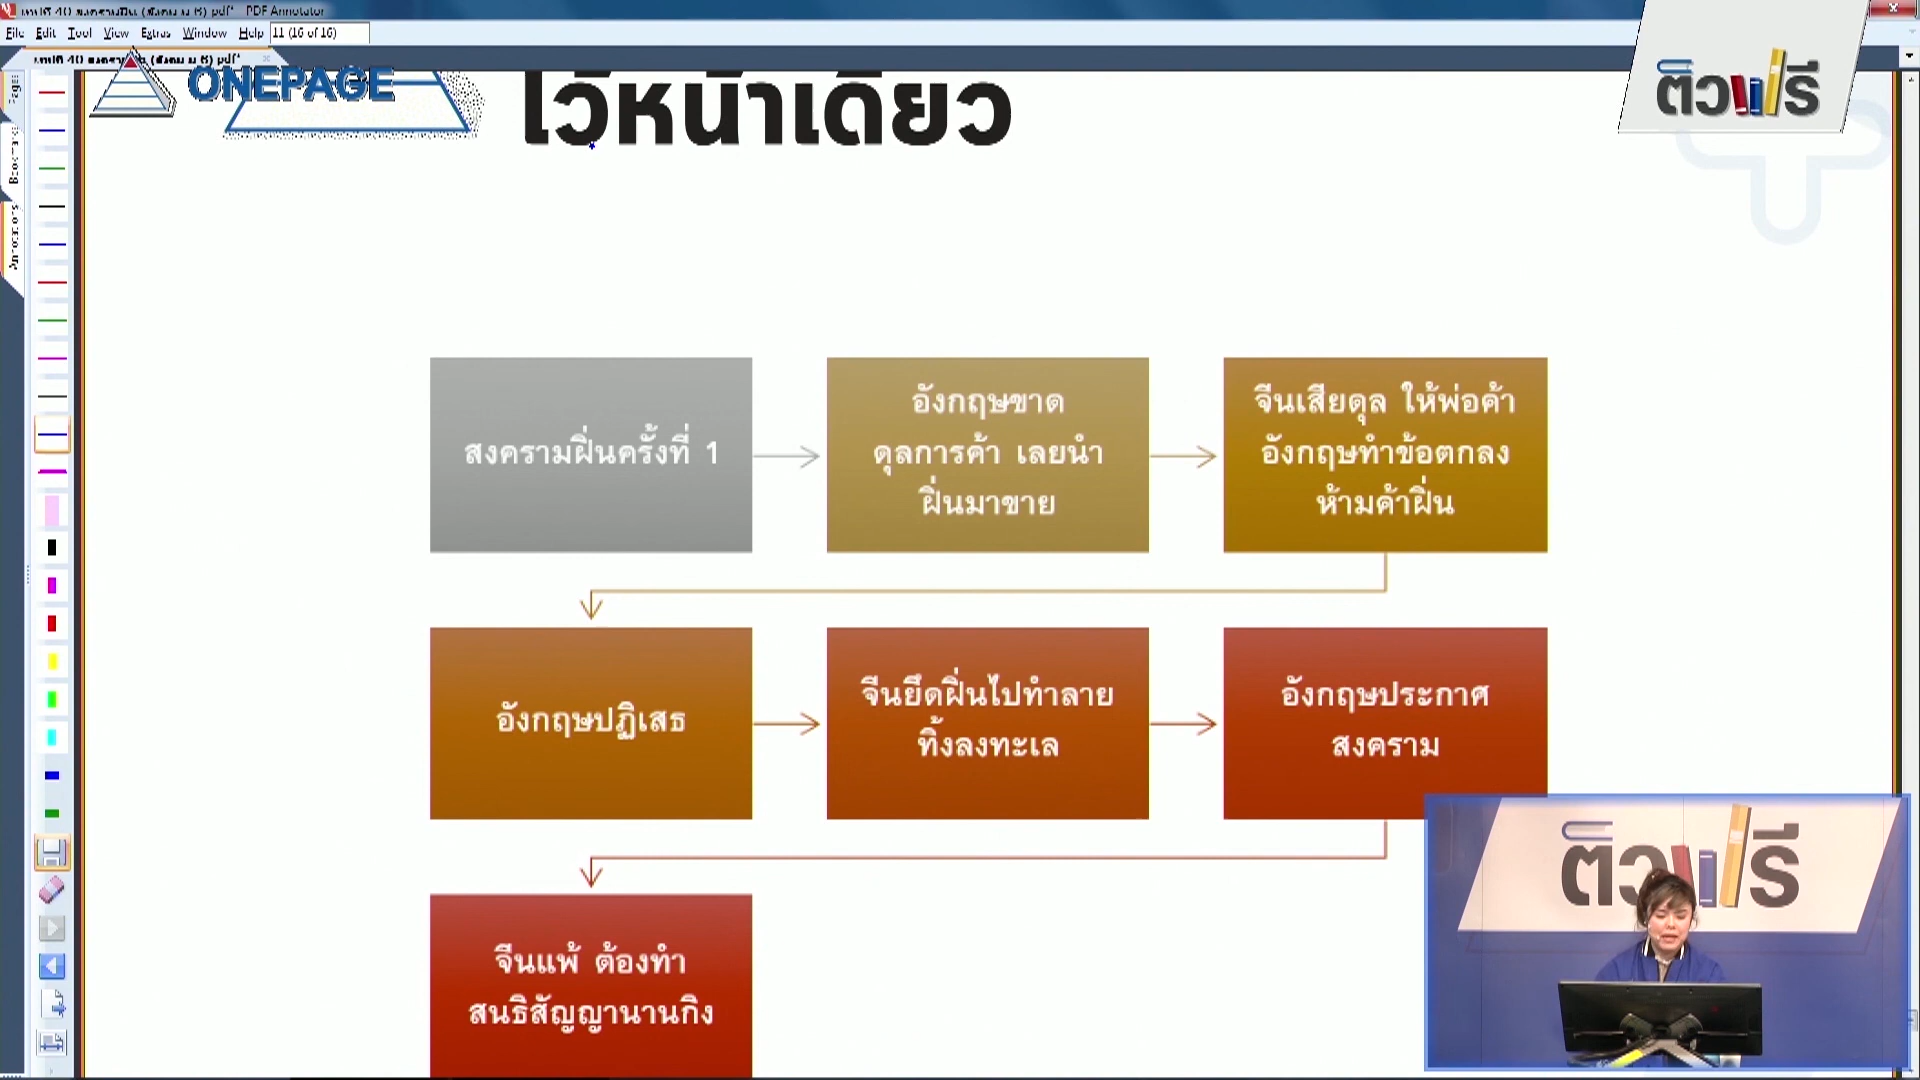 PDF Annotator
File Edit Tool View Extras Window Help 11 (16 of 16)
ONEPAGE
ไว้หน้าเดียว
ติวฟรี
สงครามฝิ่นครั้งที่ 1
อังกฤษขาด
ดุลการค้า เลยนำ
ฝิ่นมาขาย
จีนเสียดุล ให้พ่อค้า
อังกฤษทำข้อตกลง
ห้ามค้าฝิ่น
อังกฤษปฏิเสธ
จีนยึดฝิ่นไปทำลาย
ทิ้งลงทะเล
อังกฤษประกาศ
สงคราม
จีนแพ้ ต้องทำ
สนธิสัญญานานกิง
ติวฟรี